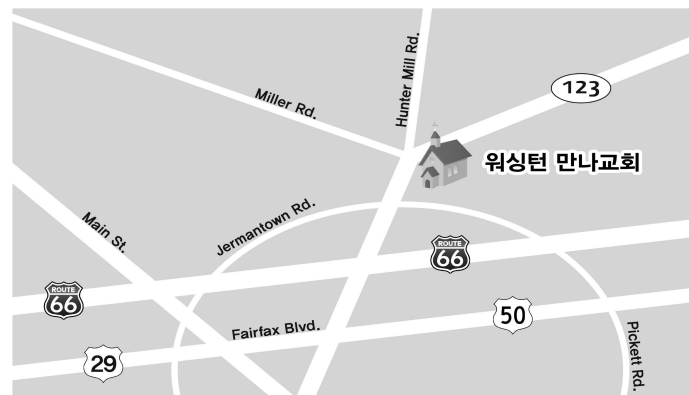 Hunter Mill Rd.
123
Miller Rd.
워싱턴 만나교회
Jermantown Rd.
Main St.
ROUTE
66
ROUTE
66
50
Fairfax Blvd.
29
Pickett Rd.